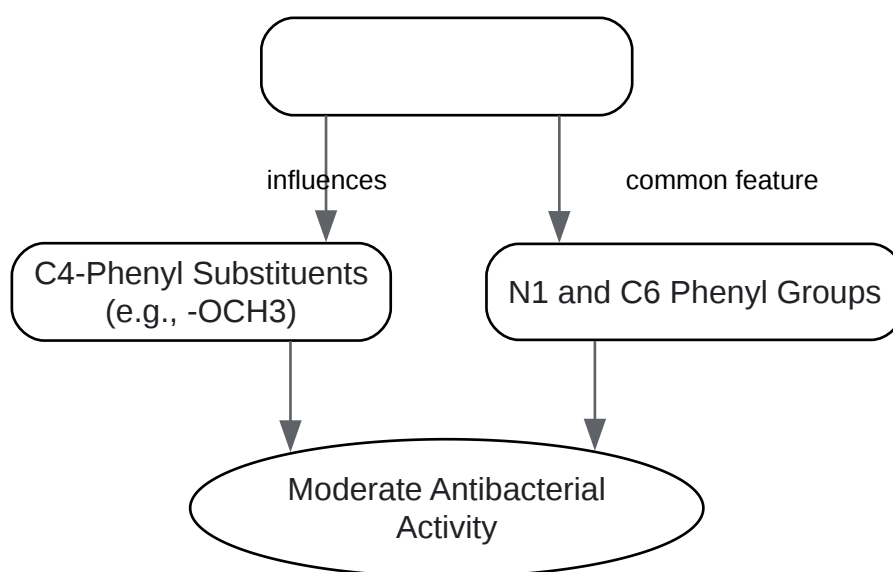 influences
common feature
C4-Phenyl Substituents
(e.g., -OCH3)
N1 and C6 Phenyl Groups
Moderate Antibacterial
Activity